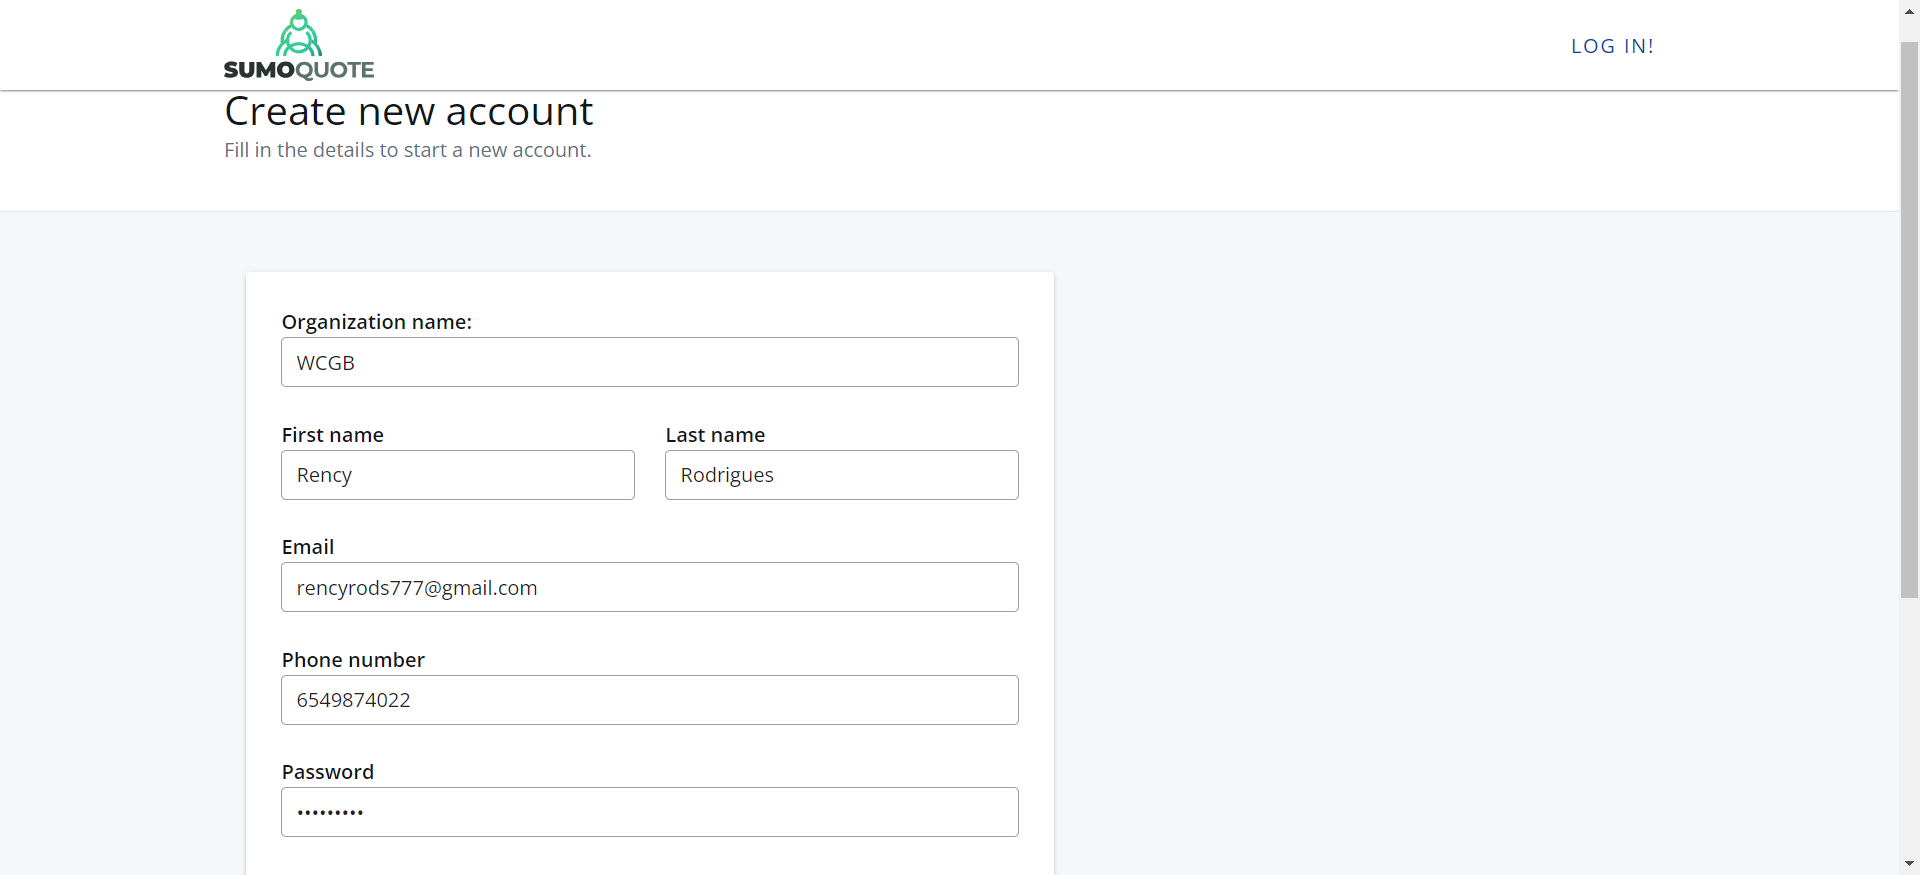 SUMOQUOTE
LOG IN!
Create new account
Fill in the details to start a new account.
Organization name:
WCGB
First name
Last name
Rency
Rodrigues
Email
rencyrods777@gmail.com
Phone number
6549874022
Password
•••••••••